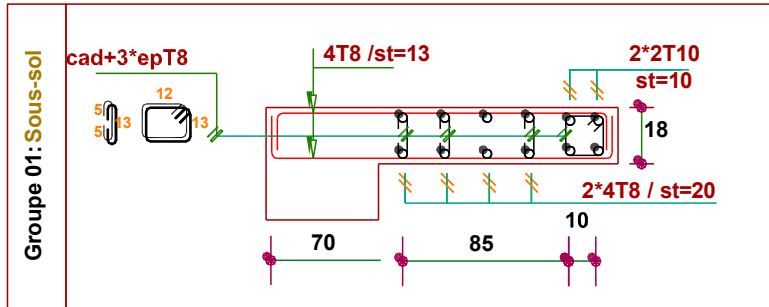 Groupe 01: Sous-sol
cad+3*epT8
4T8 /st=13
2*2T10
st=10
12
5
13
5
13
18
2*4T8 / st=20
10
70
85